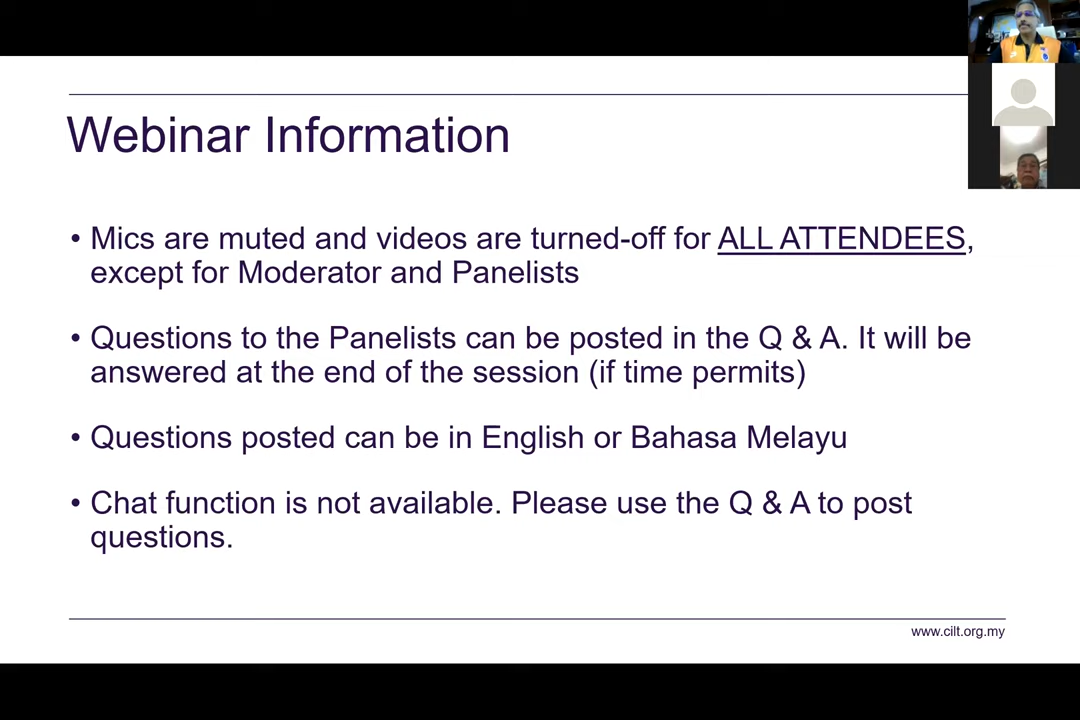 Webinar Information
• Mics are muted and videos are turned-off for ALL ATTENDEES,
except for Moderator and Panelists
• Questions to the Panelists can be posted in the Q & A. It will be
answered at the end of the session (if time permits)
• Questions posted can be in English or Bahasa Melayu
• Chat function is not available. Please use the Q & A to post
questions.
www.cilt.org.my